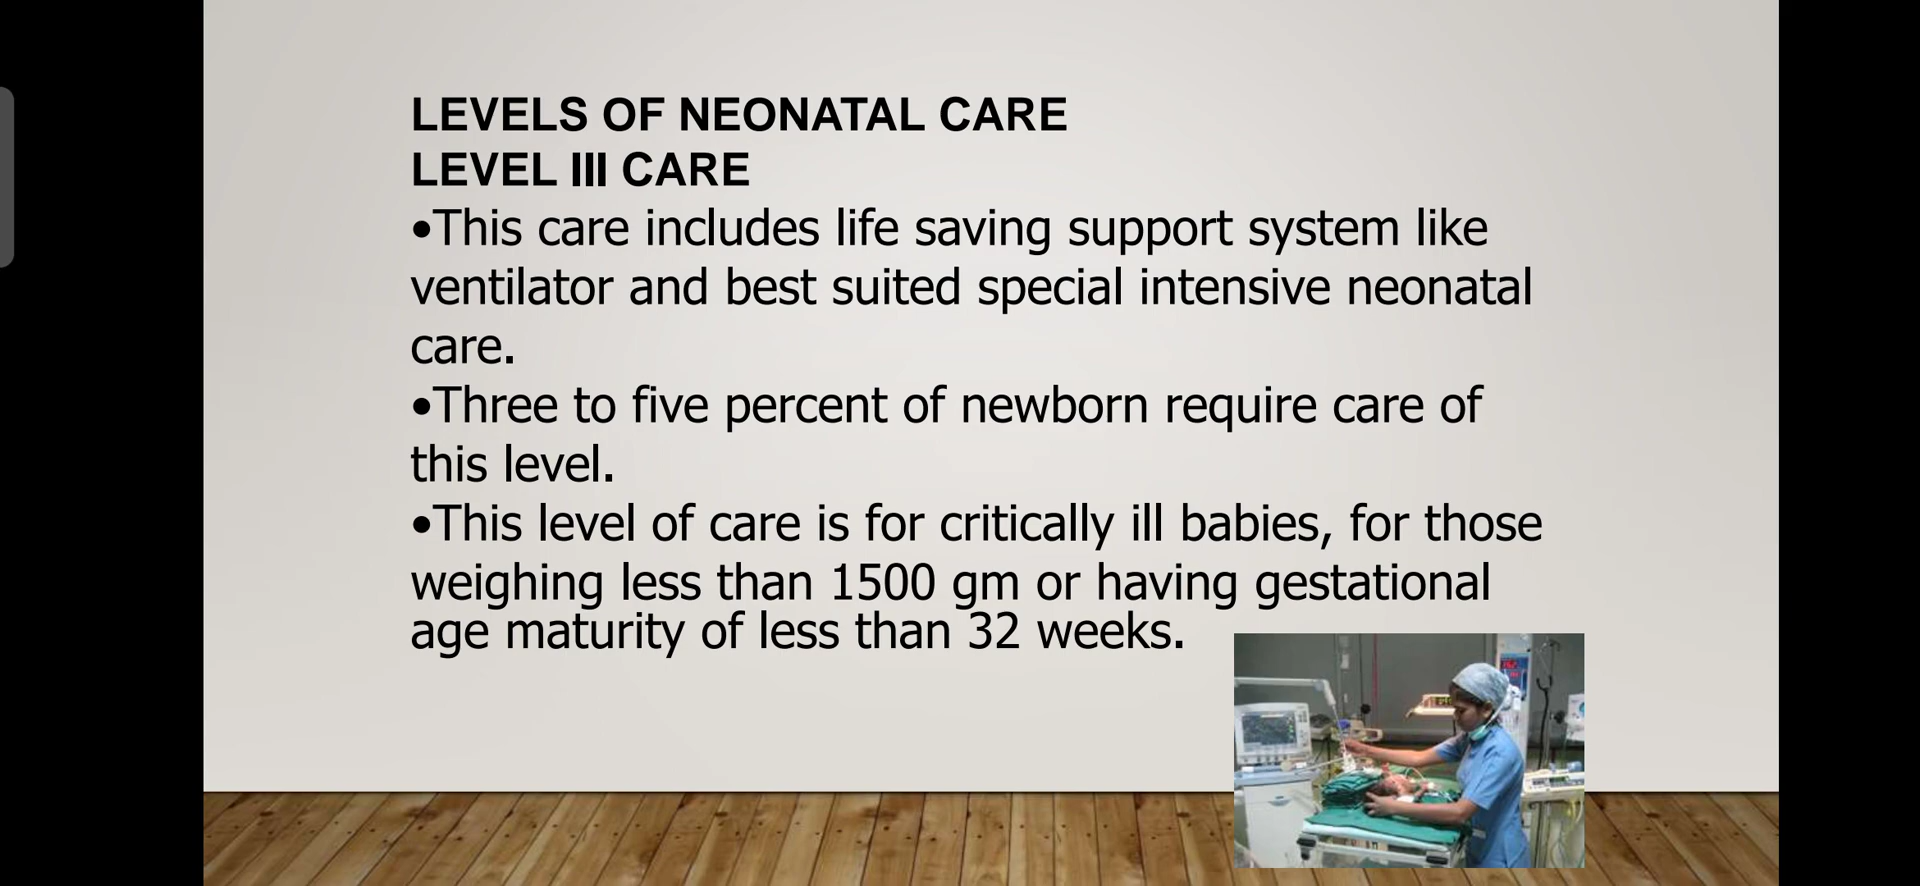 LEVELS OF NEONATAL CARE
LEVEL III CARE
•This care includes life saving support system like
ventilator and best suited special intensive neonatal
care.
•Three to five percent of newborn require care of
this level.
•This level of care is for critically ill babies, for those
weighing less than 1500 gm or having gestational
age maturity of less than 32 weeks.